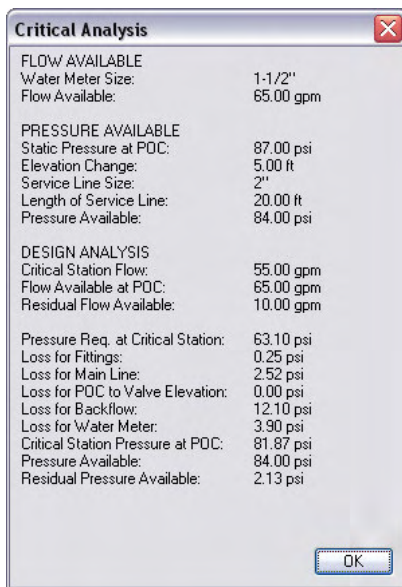 Critical Analysis
FLOW AVAILABLE
Water Meter Size: 1-1/2"
Flow Available: 65.00 gpm
PRESSURE AVAILABLE
Static Pressure at POC: 87.00 psi
Elevation Change: 5.00 ft
Service Line Size: 2"
Length of Service Line: 20.00 ft
Pressure Available: 84.00 psi
DESIGN ANALYSIS
Critical Station Flow: 55.00 gpm
Flow Available at POC: 65.00 gpm
Residual Flow Available: 10.00 gpm
Pressure Req. at Critical Station: 63.10 psi
Loss for Fittings: 0.25 psi
Loss for Main Line: 2.52 psi
Loss for POC to Valve Elevation: 0.00 psi
Loss for Backflow: 12.10 psi
Loss for Water Meter: 3.90 psi
Critical Station Pressure at POC: 81.87 psi
Pressure Available: 84.00 psi
Residual Pressure Available: 2.13 psi
OK